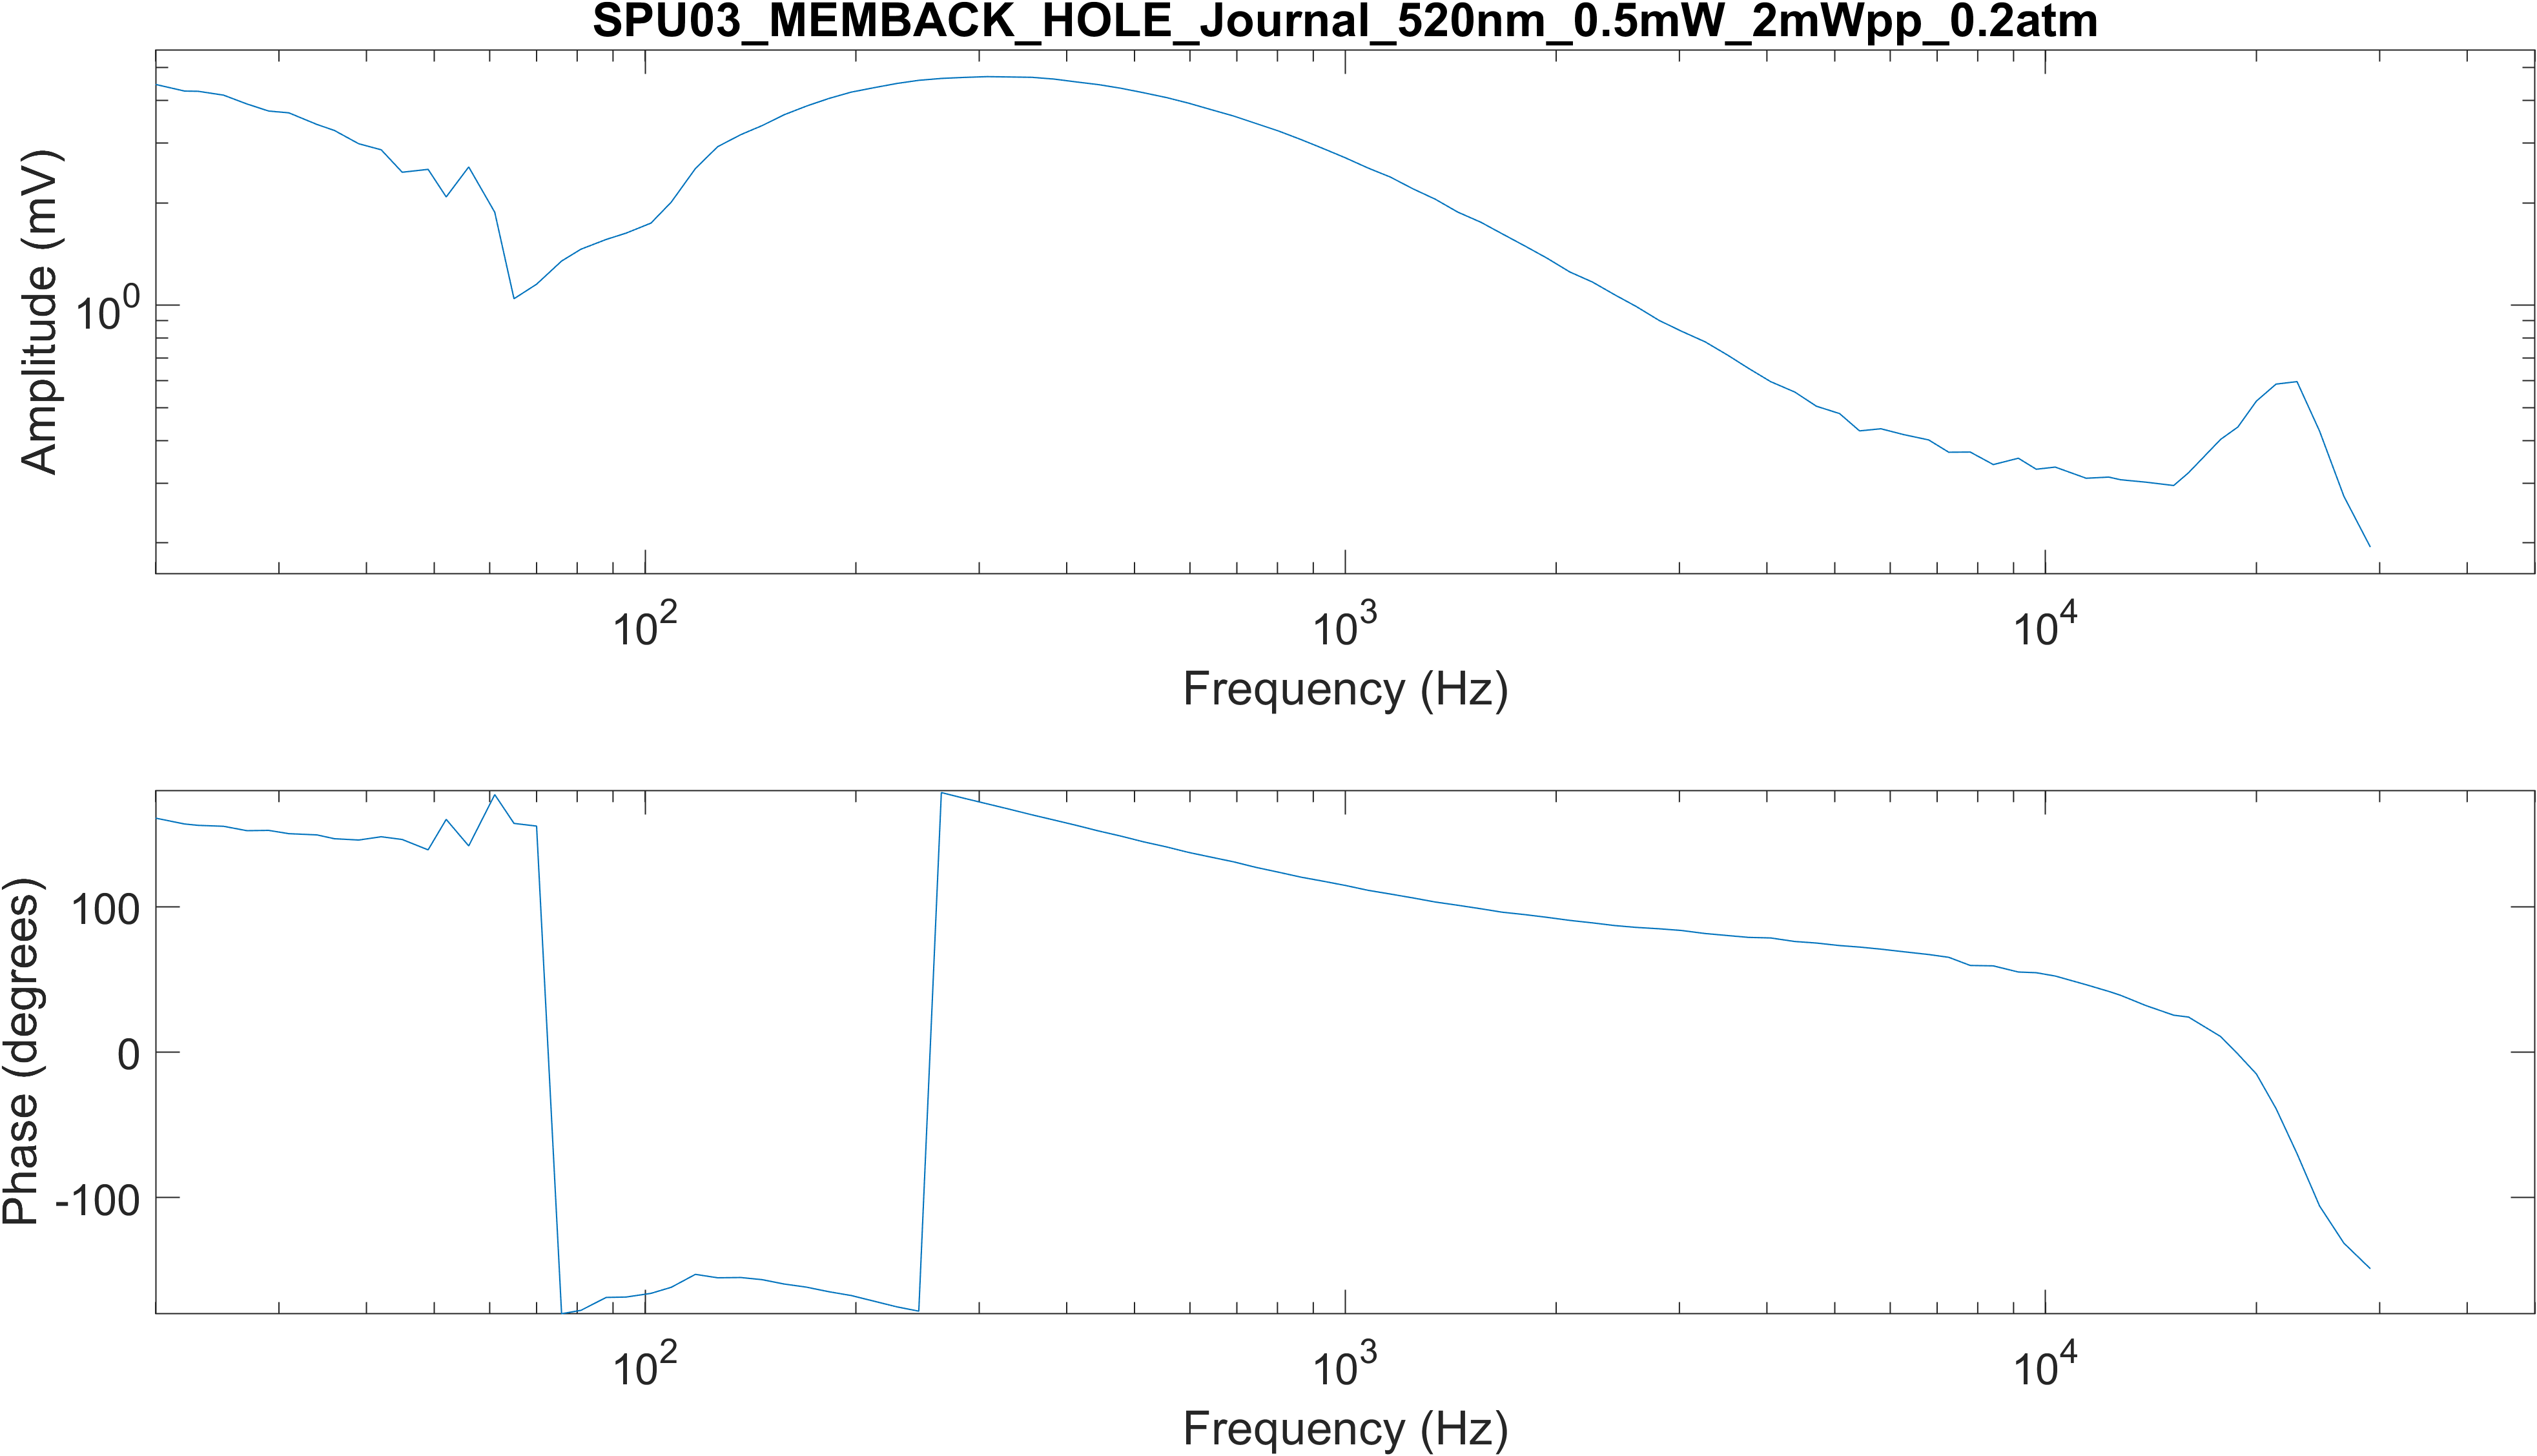 SPU03_MEMBACK_HOLE_Journal_520nm_0.5mW_2mWpp_0.2atm
Amplitude (mV)
10^0
10^2
10^3
10^4
Frequency (Hz)
Phase (degrees)
100
0
-100
10^2
10^3
10^4
Frequency (Hz)